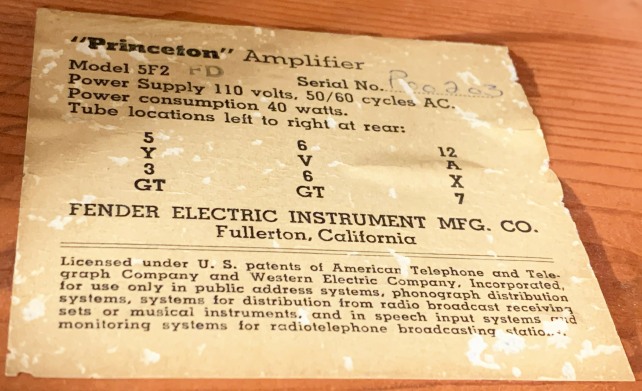 "Princeton" Amplifier
Model 5F2 FD Serial No. P00203
Power Supply 110 volts, 50/60 cycles AC.
Power consumption 40 watts.
Tube locations left to right at rear:
5 6 12
Y V A
3 6 X
GT GT 7
FENDER ELECTRIC INSTRUMENT MFG. CO.
Fullerton, California
Licensed under U. S. patents of American Telephone and Tele-
graph Company and Western Electric Company, Incorporated,
for use only in public address systems, phonograph distribution
systems, systems for distribution from radio broadcast receiving
sets or musical instruments, and in speech input systems and
monitoring systems for radiotelephone broadcasting